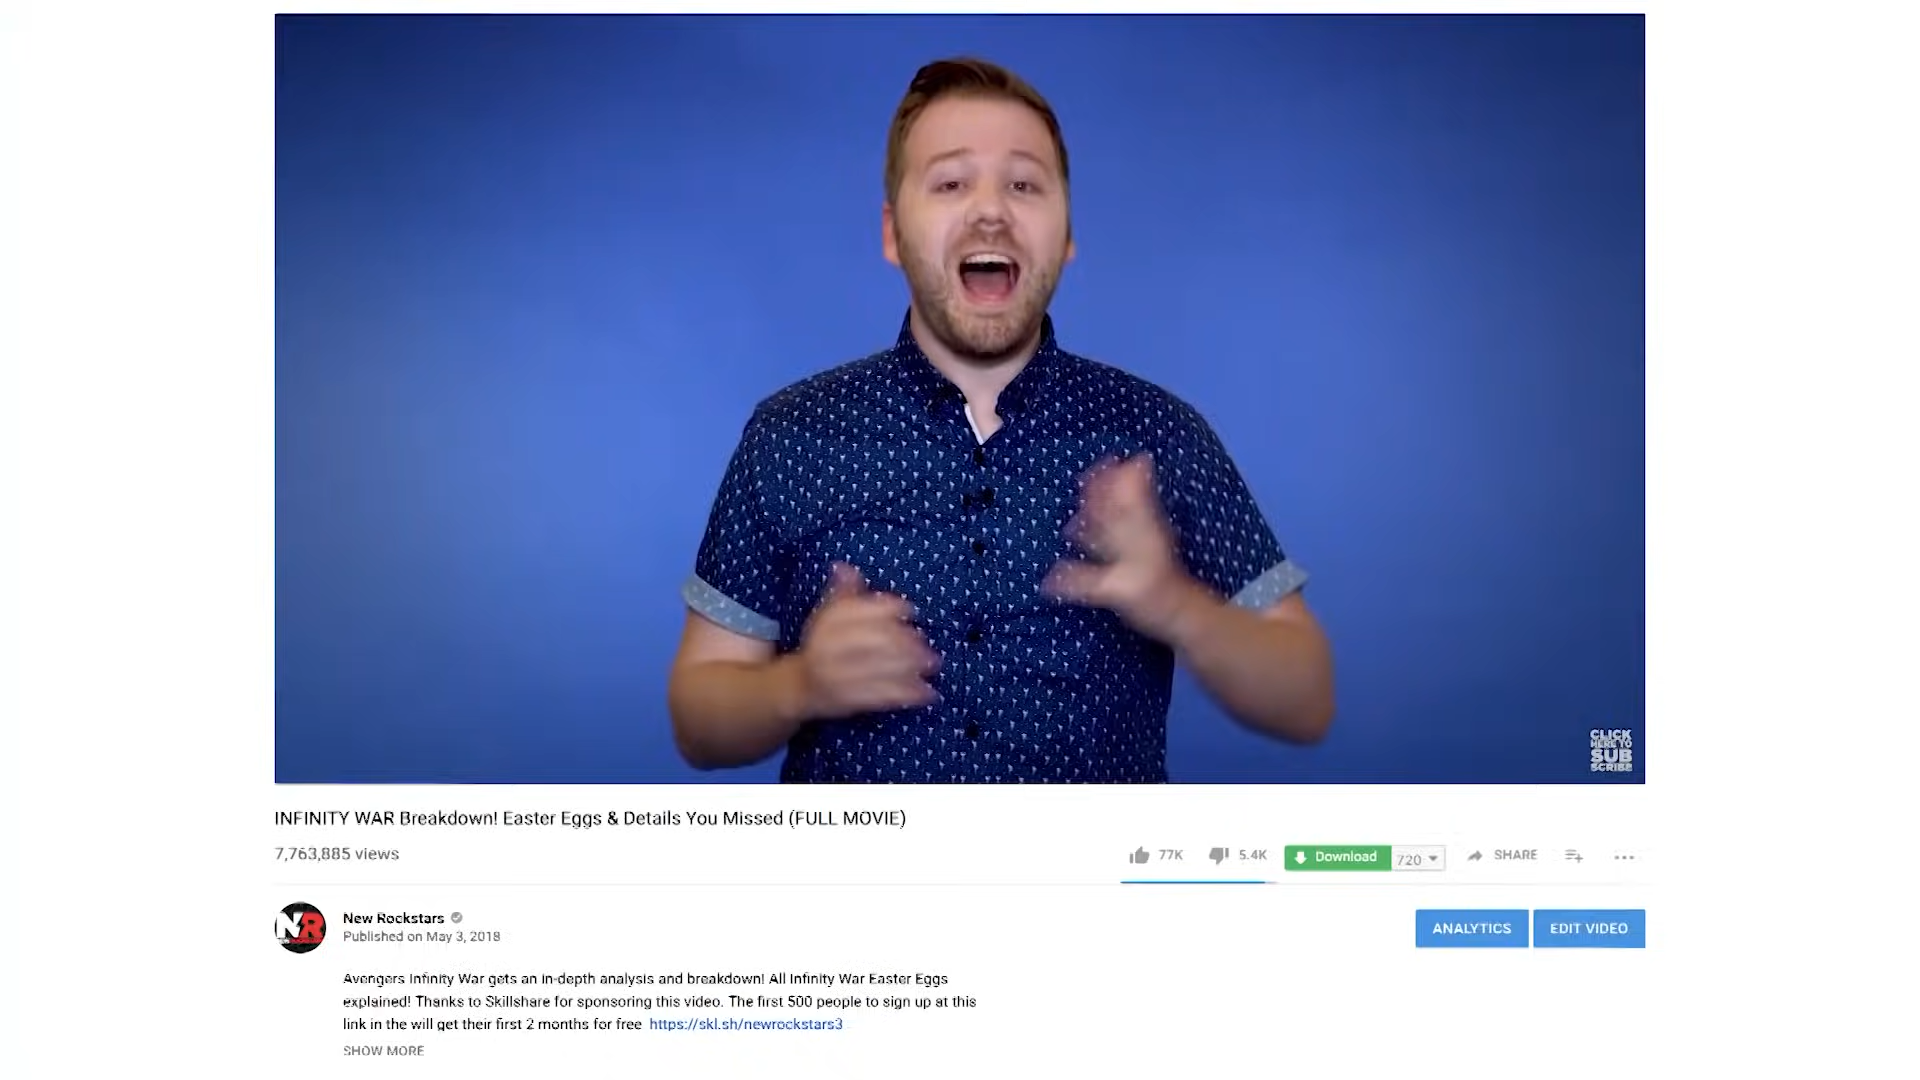 CLICK
HERE TO
SUB
SCRIBE
INFINITY WAR Breakdown! Easter Eggs & Details You Missed (FULL MOVIE)
7,763,885 views
77K
5.4K
Download
720
SHARE
NR
New Rockstars
Published on May 3, 2018
ANALYTICS
EDIT VIDEO
Avengers Infinity War gets an in-depth analysis and breakdown! All Infinity War Easter Eggs
explained! Thanks to Skillshare for sponsoring this video. The first 500 people to sign up at this
link in the will get their first 2 months for free https://skl.sh/newrockstars3
SHOW MORE